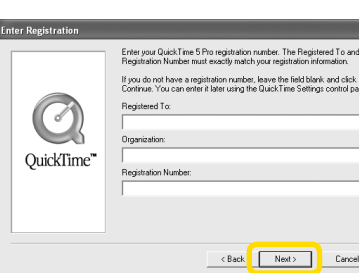 Enter Registration
Enter your QuickTime 5 Pro registration number. The Registered To and
Registration Number must exactly match your registration information.
If you do not have a registration number, leave the field blank and click
Continue. You can enter it later using the QuickTime Settings control pa
Registered To:
Organization:
Registration Number:
QuickTime™
< Back
Next >
Cancel